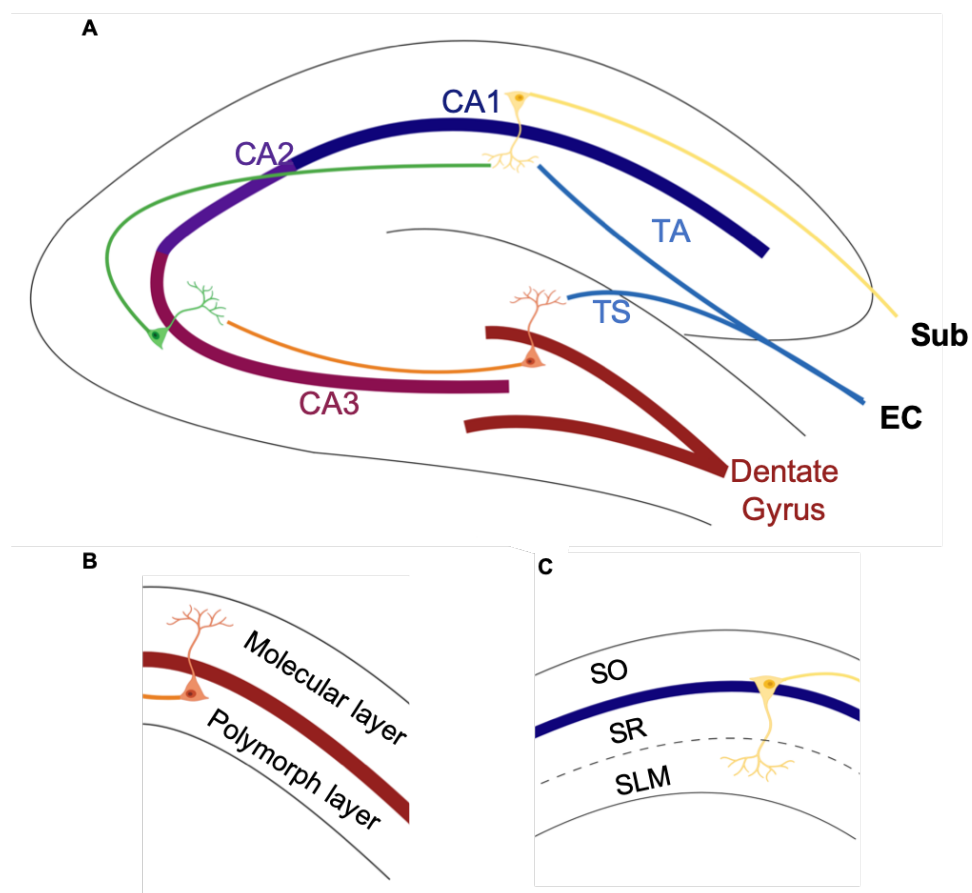 A
CA1
CA2
TA
TS
Sub
CA3
EC
Dentate
Gyrus
B
C
Molecular layer
Polymorph layer
SO
SR
SLM